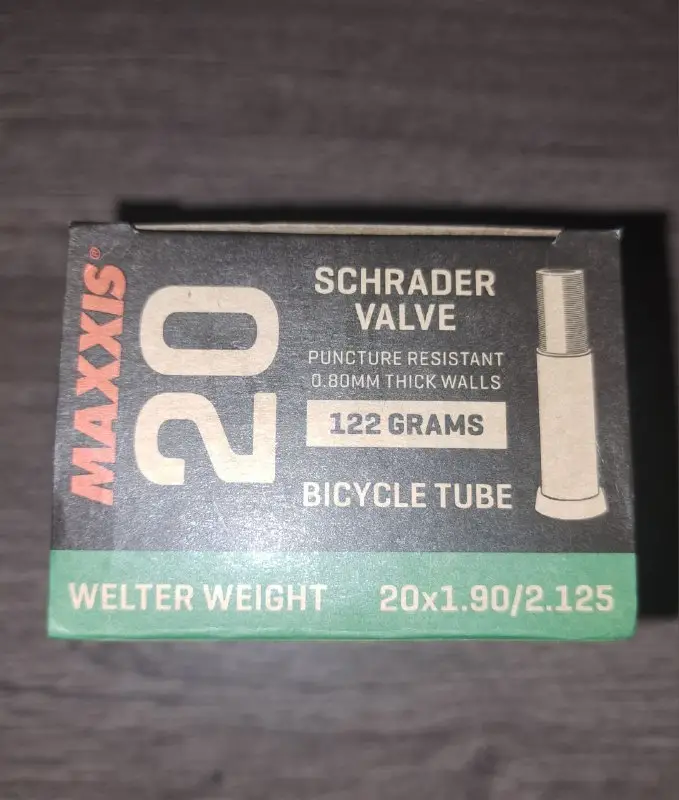 MAXXIS®
20
SCHRADER
VALVE
PUNCTURE RESISTANT
0.80MM THICK WALLS
122 GRAMS
BICYCLE TUBE
WELTER WEIGHT 20x1.90/2.125